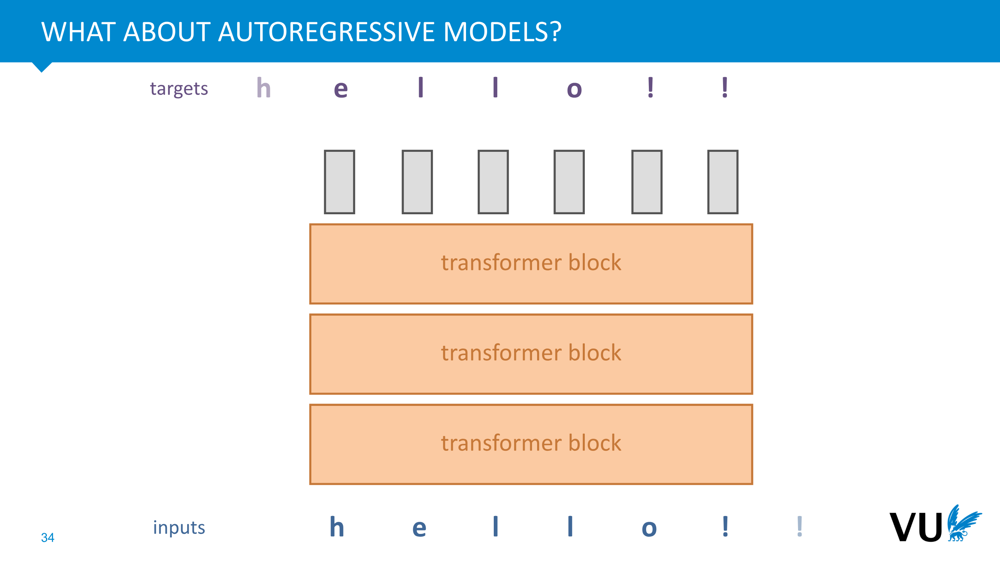 WHAT ABOUT AUTOREGRESSIVE MODELS?
targets h e l l o ! !
transformer block
transformer block
transformer block
inputs h e l l o ! !
34
VU